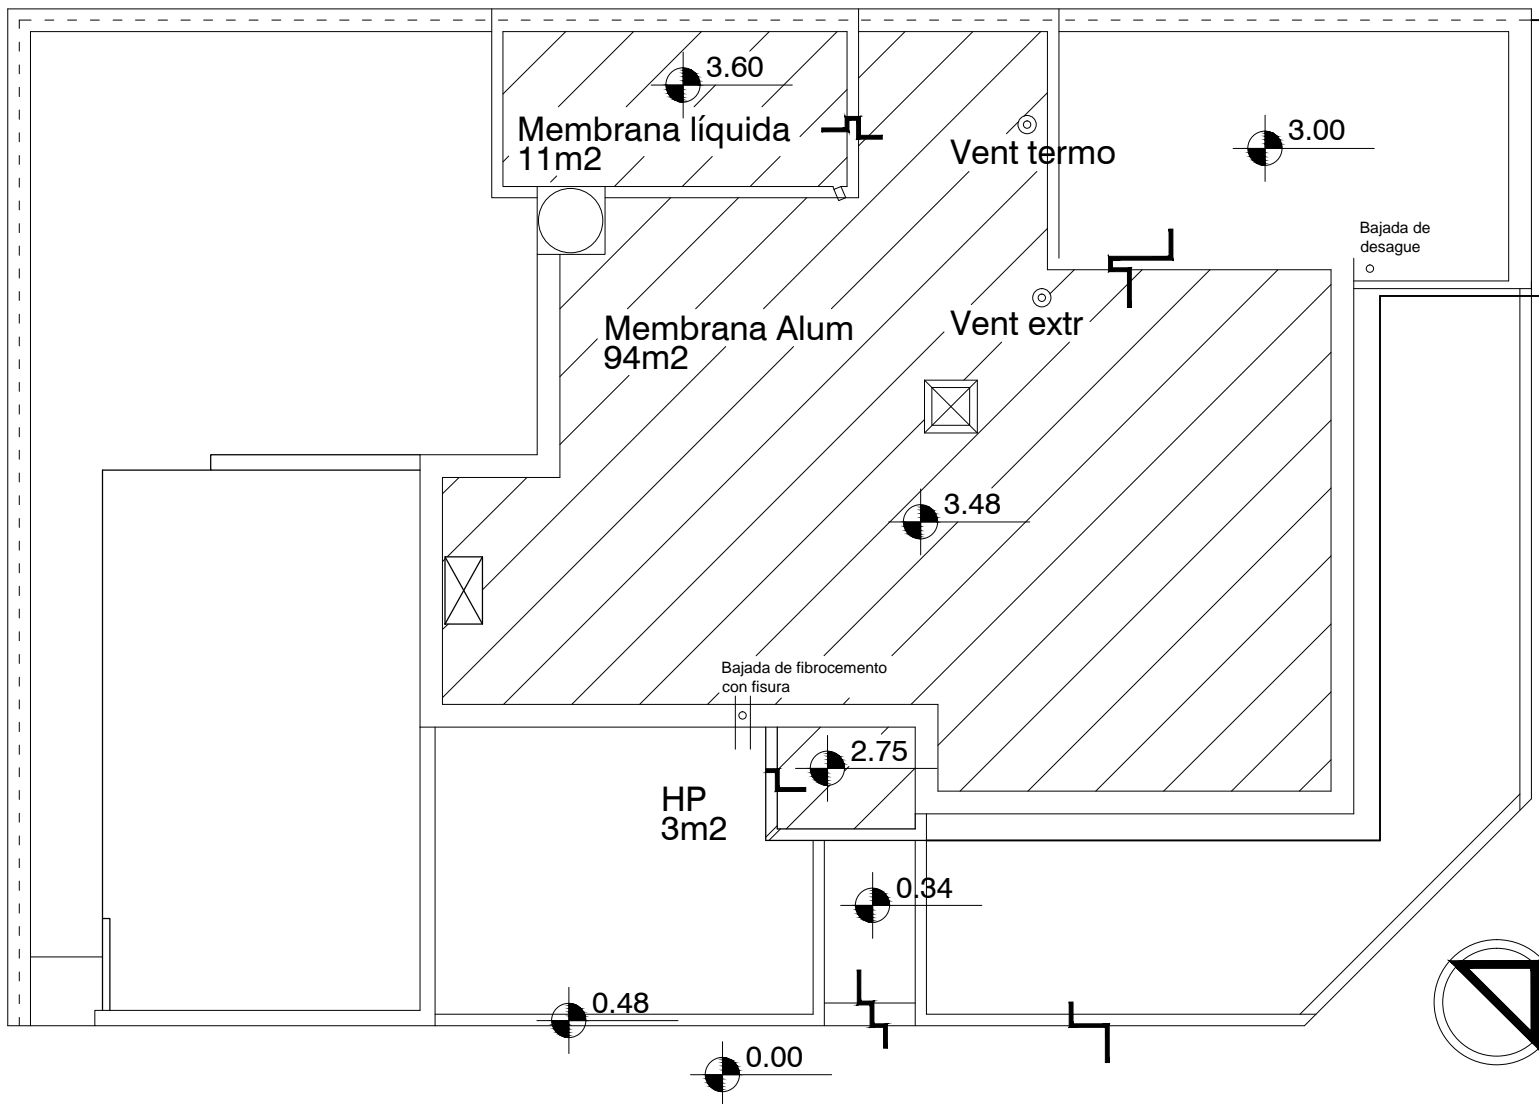 3.60
Membrana líquida
11m2
Vent termo
3.00
Bajada de
desague
Membrana Alum
94m2
Vent extr
3.48
Bajada de fibrocemento
con fisura
2.75
HP
3m2
0.34
0.48
0.00